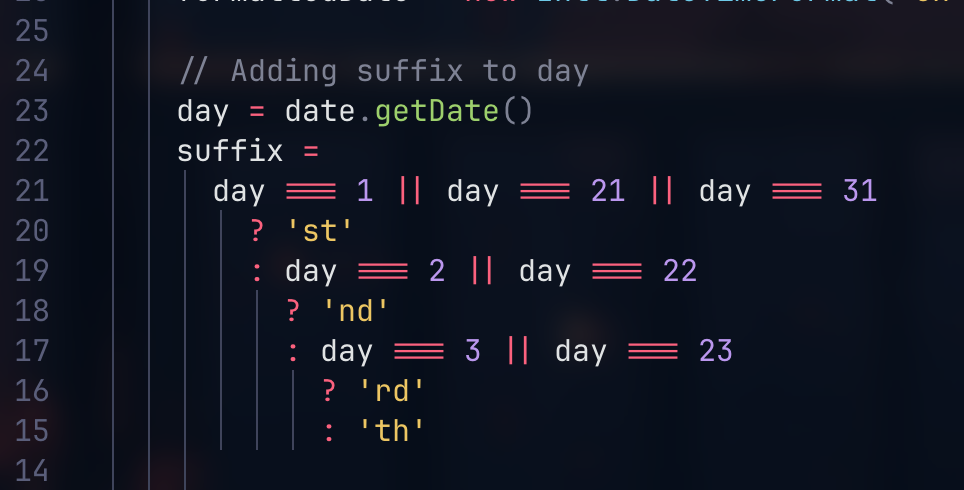 25
24 // Adding suffix to day
23 day = date.getDate()
22 suffix =
21 day === 1 || day === 21 || day === 31
20 ? 'st'
19 : day === 2 || day === 22
18 ? 'nd'
17 : day === 3 || day === 23
16 ? 'rd'
15 : 'th'
14